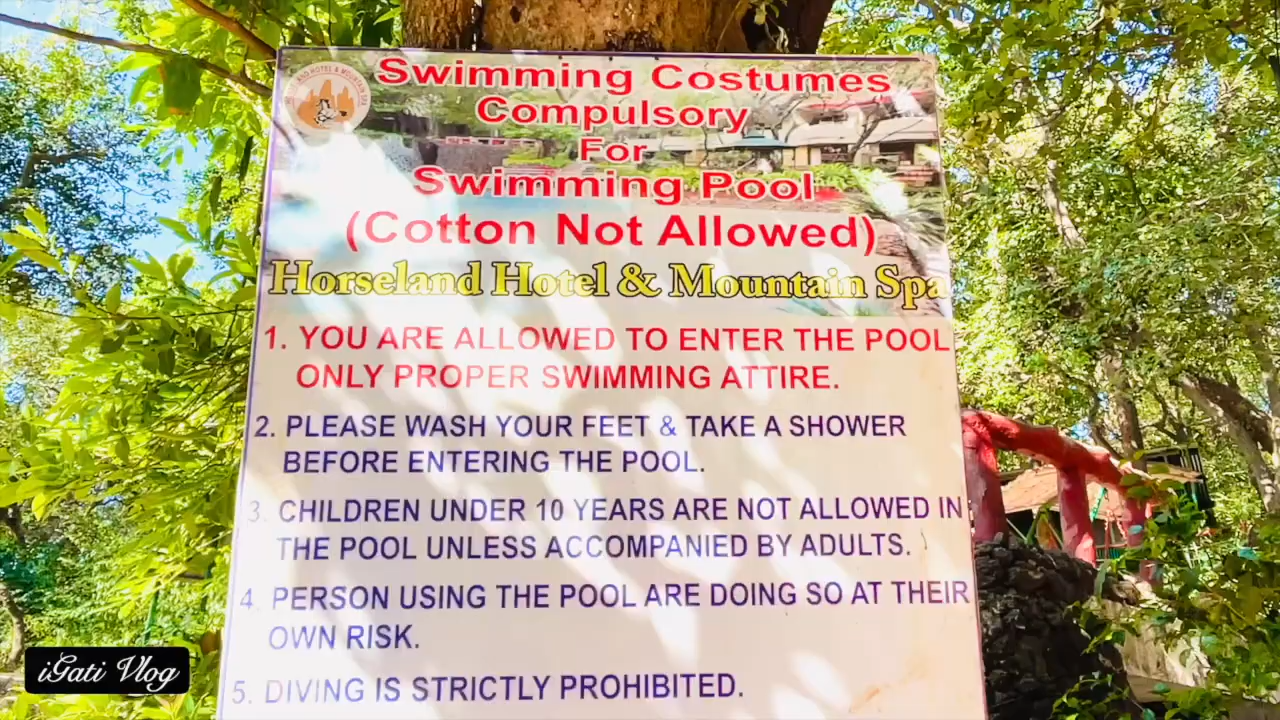 Swimming Costumes
Compulsory
For
Swimming Pool
(Cotton Not Allowed)
Horseland Hotel & Mountain Spa
1. YOU ARE ALLOWED TO ENTER THE POOL
ONLY PROPER SWIMMING ATTIRE.
2. PLEASE WASH YOUR FEET & TAKE A SHOWER
BEFORE ENTERING THE POOL.
3. CHILDREN UNDER 10 YEARS ARE NOT ALLOWED IN
THE POOL UNLESS ACCOMPANIED BY ADULTS.
4. PERSON USING THE POOL ARE DOING SO AT THEIR
OWN RISK.
5. DIVING IS STRICTLY PROHIBITED.
iGati Vlog